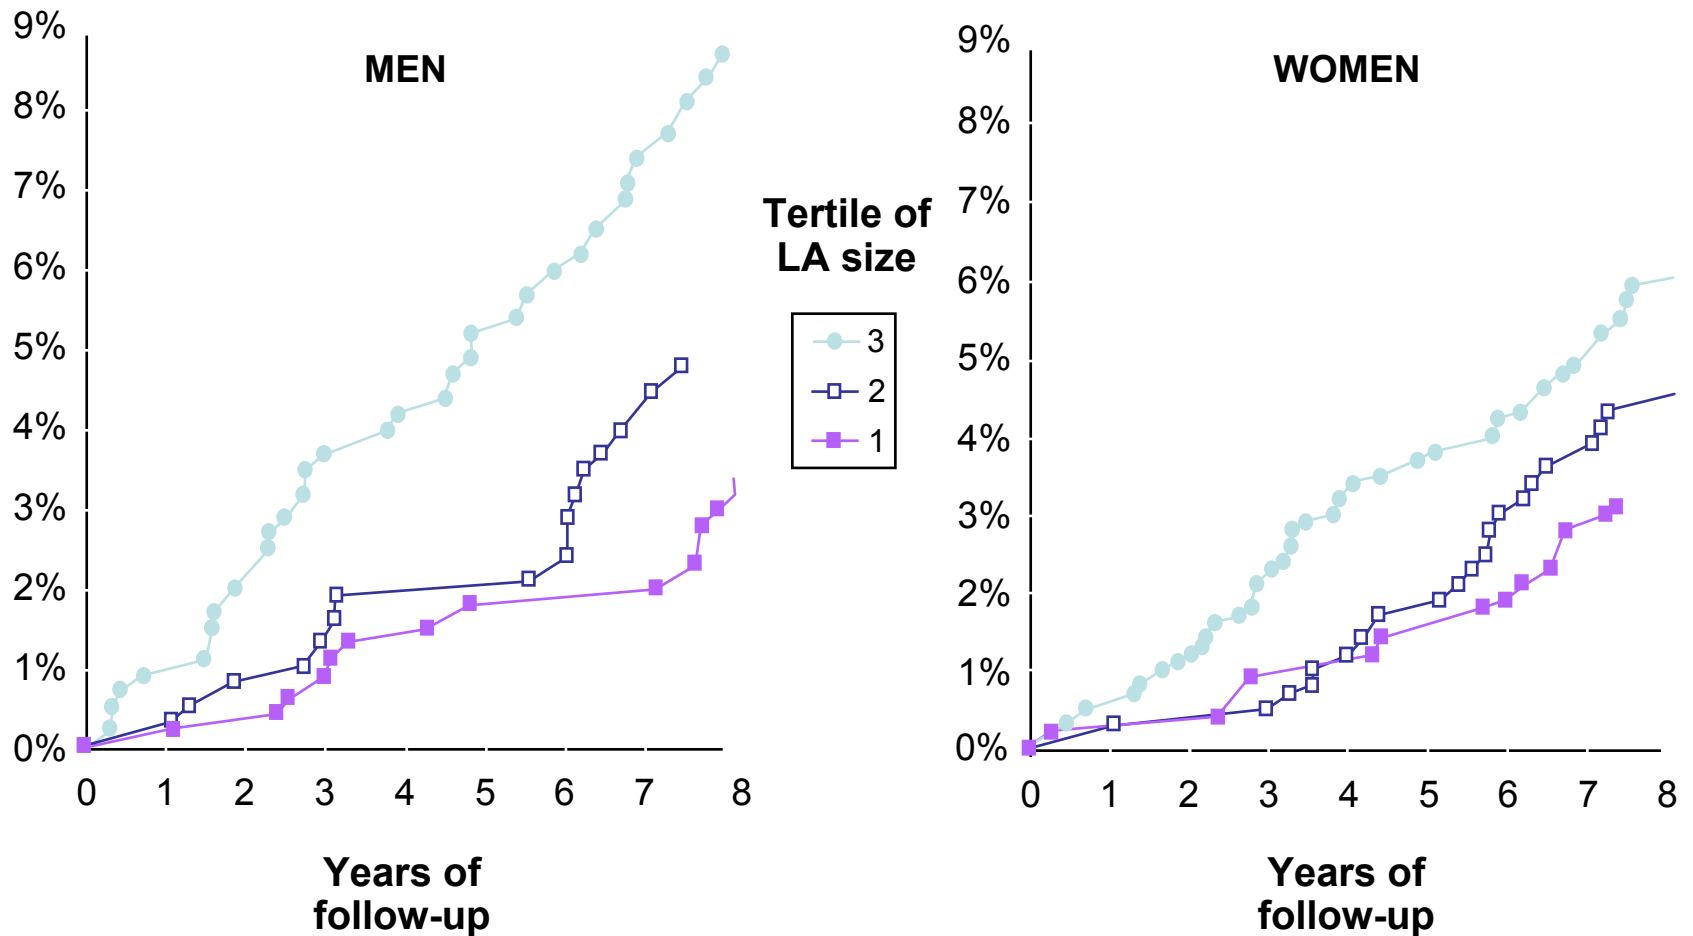 MEN
9%
8%
7%
6%
5%
4%
3%
2%
1%
0%
0 1 2 3 4 5 6 7 8
Years of
follow-up
Tertile of
LA size
3
2
1
WOMEN
9%
8%
7%
6%
5%
4%
3%
2%
1%
0%
0 1 2 3 4 5 6 7 8
Years of
follow-up